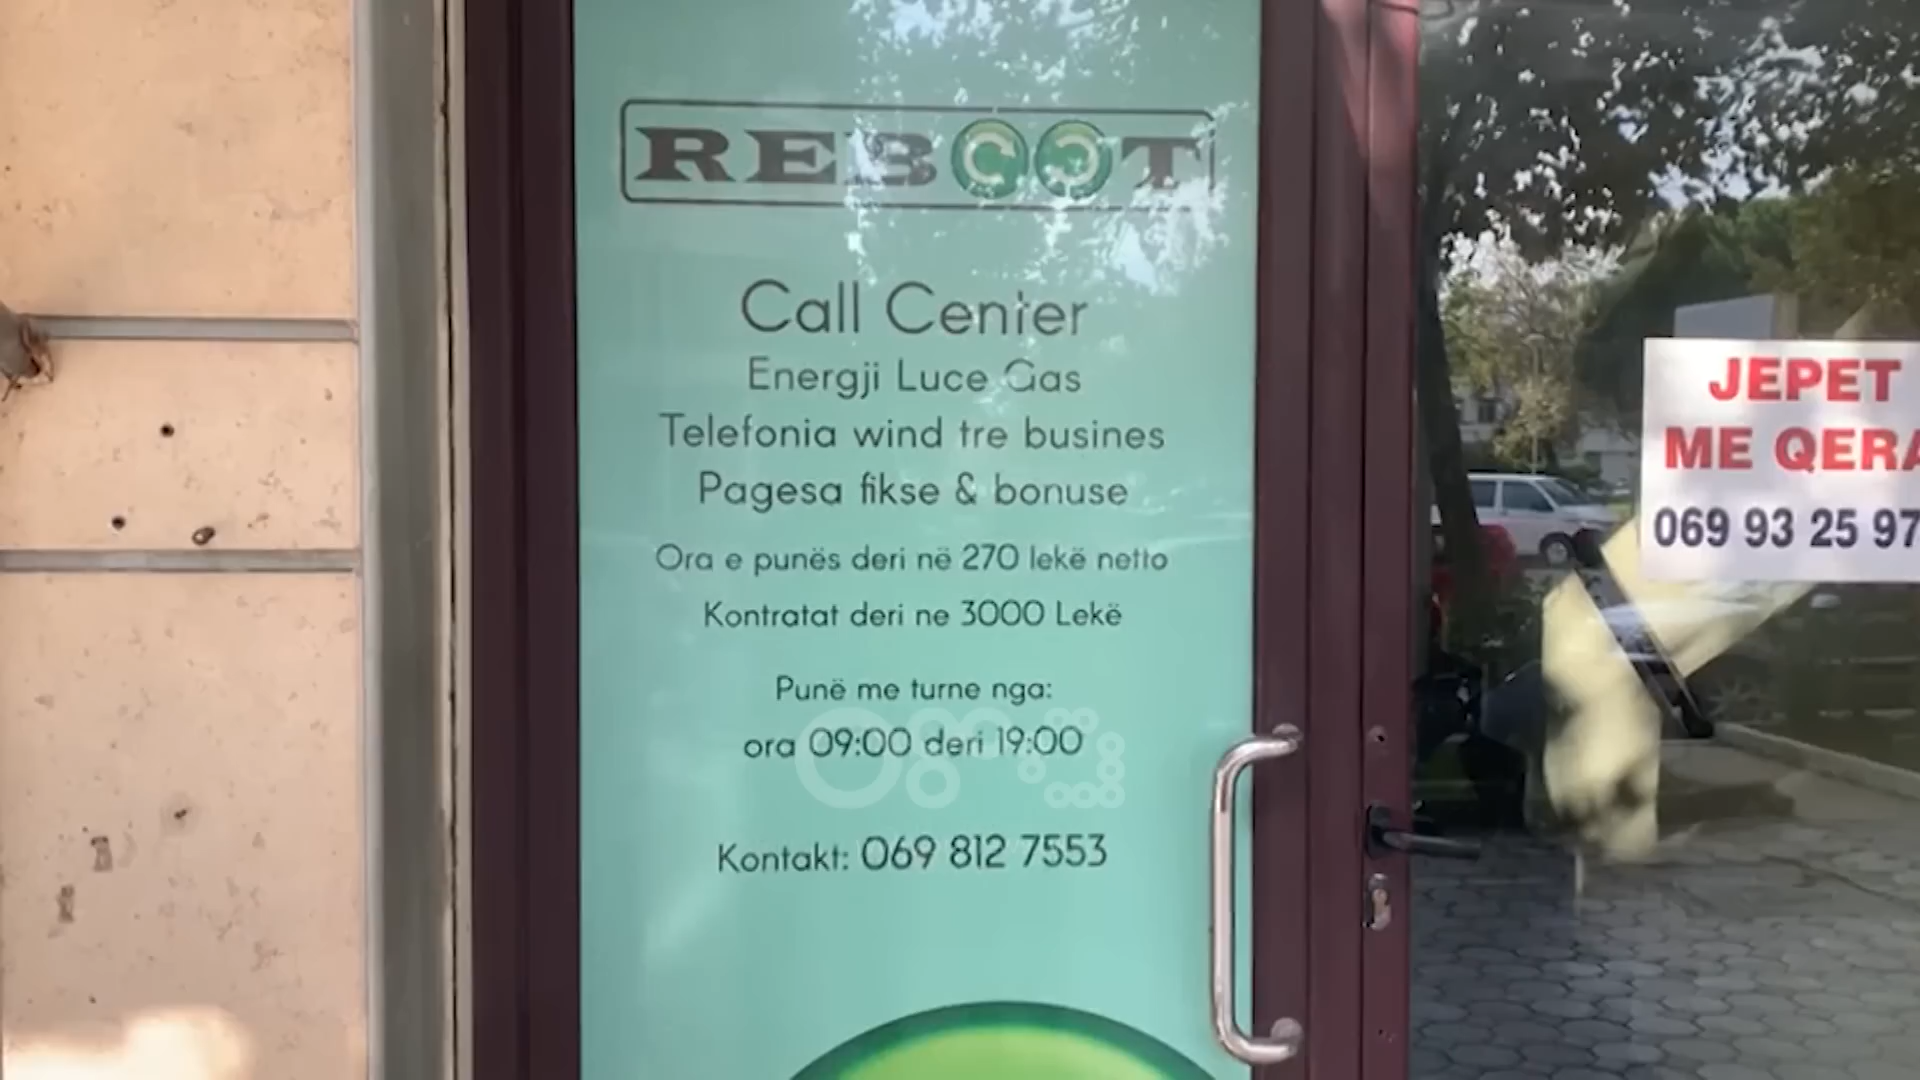 REBOOT
Call Center
Energji Luce Gas
Telefonia wind tre busines
Pagesa fikse & bonuse
Ora e punës deri në 270 lekë netto
Kontratat deri ne 3000 Lekë
Punë me turne nga:
ora 09:00 deri 19:00
Kontakt: 069 812 7553
JEPET
ME QERA
069 93 25 97